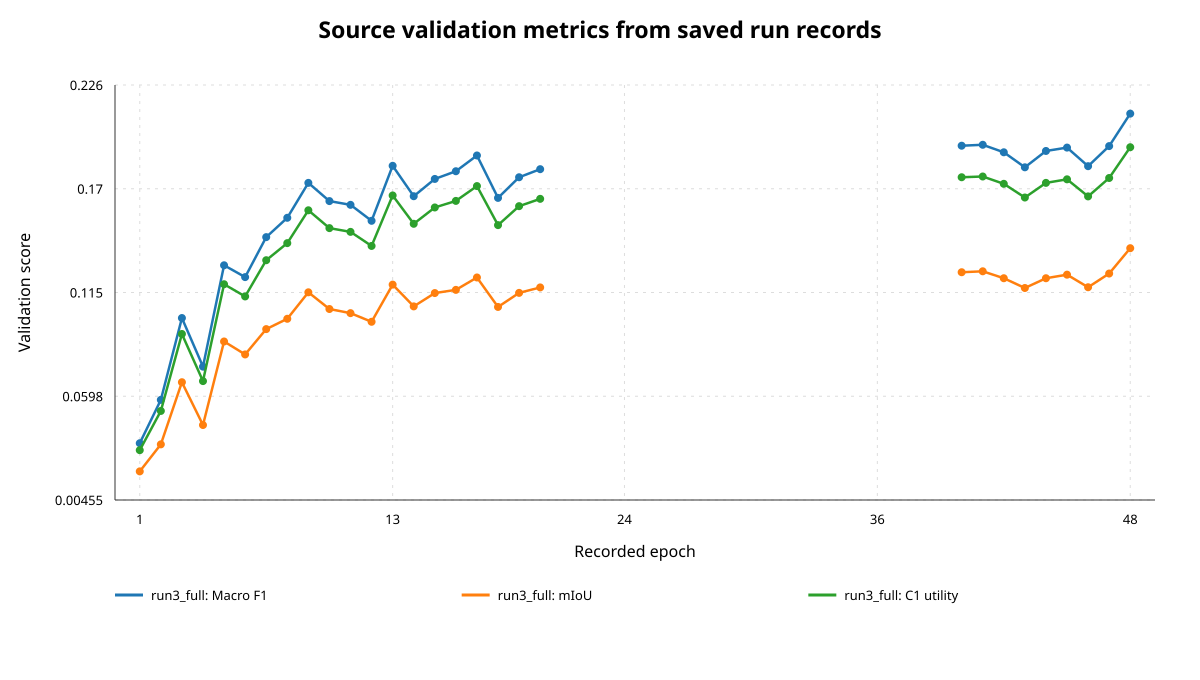 Source validation metrics from saved run records
0.226
0.17
0.115
0.0598
0.00455
Validation score
1 13 24 36 48
Recorded epoch
run3_full: Macro F1 run3_full: mIoU run3_full: C1 utility